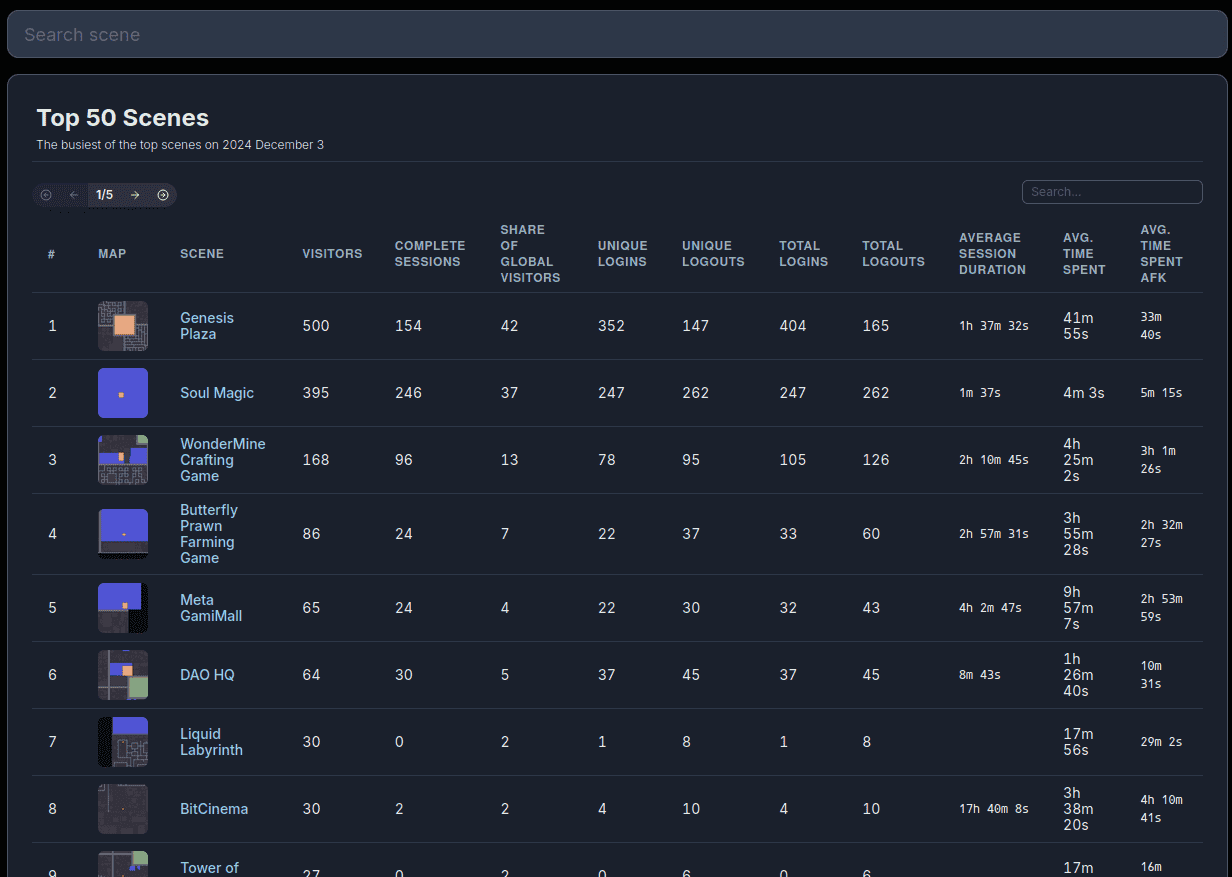 Search scene
Top 50 Scenes
The busiest of the top scenes on 2024 December 3
1/5
Search...
# MAP SCENE VISITORS COMPLETE SESSIONS SHARE OF GLOBAL VISITORS UNIQUE LOGINS UNIQUE LOGOUTS TOTAL LOGINS TOTAL LOGOUTS AVERAGE SESSION DURATION AVG. TIME SPENT AVG. TIME SPENT AFK
1 Genesis Plaza 500 154 42 352 147 404 165 1h 37m 32s 41m 55s 33m 40s
2 Soul Magic 395 246 37 247 262 247 262 1m 37s 4m 3s 5m 15s
3 WonderMine Crafting Game 168 96 13 78 95 105 126 2h 10m 45s 4h 25m 2s 3h 1m 26s
4 Butterfly Prawn Farming Game 86 24 7 22 37 33 60 2h 57m 31s 3h 55m 28s 2h 32m 27s
5 Meta GamiMall 65 24 4 22 30 32 43 4h 2m 47s 9h 57m 7s 2h 53m 59s
6 DAO HQ 64 30 5 37 45 37 45 8m 43s 1h 26m 40s 10m 31s
7 Liquid Labyrinth 30 0 2 1 8 1 8 17m 56s 29m 2s
8 BitCinema 30 2 2 4 10 4 10 17h 40m 8s 3h 38m 20s 4h 10m 41s
9 Tower of 27 0 2 0 6 0 6 17m 16m